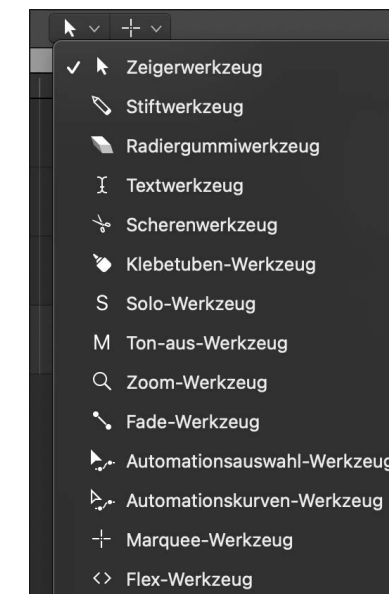 Zeigerwerkzeug
Stiftwerkzeug
Radiergummiwerkzeug
Textwerkzeug
Scherenwerkzeug
Klebetuben-Werkzeug
S Solo-Werkzeug
M Ton-aus-Werkzeug
Zoom-Werkzeug
Fade-Werkzeug
Automationsauswahl-Werkzeug
Automationskurven-Werkzeug
Marquee-Werkzeug
Flex-Werkzeug